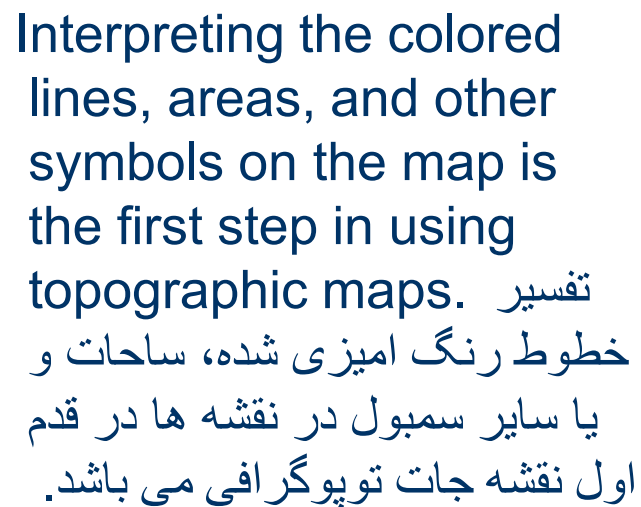 Interpreting the colored
lines, areas, and other
symbols on the map is
the first step in using
topographic maps. تفسیر
خطوط رنگ امیزی شده، ساحات و
یا سایر سمبول در نقشه ها در قدم
اول نقشه جات توپوگرافی می باشد.